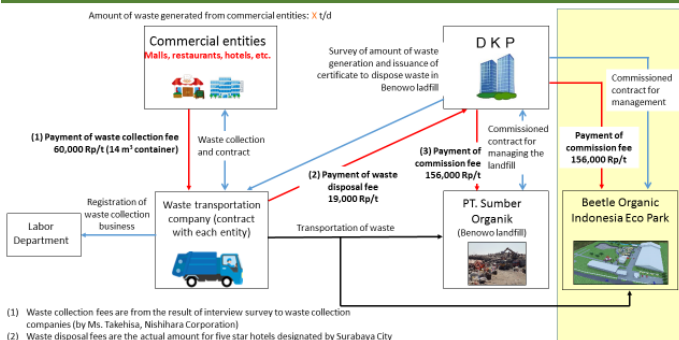 Amount of waste generated from commercial entities: X t/d
Commercial entities
Malls, restaurants, hotels, etc.
Survey of amount of waste
generation and issuance of
certificate to dispose waste in
Benowo ladfill
D K P
Commissioned
contract for
management
(1) Payment of waste collection fee
60,000 Rp/t (14 m³ container)
Waste collection
and contract
(2) Payment of waste
disposal fee
19,000 Rp/t
(3) Payment of
commission fee
156,000 Rp/t
Commissioned
contract for
managing the
landfill
Payment of
commission fee
156,000 Rp/t
Registration of
waste collection
business
Labor
Department
Waste transportation
company (contract
with each entity)
Transportation of waste
PT. Sumber
Organik
(Benowo landfill)
Beetle Organic
Indonesia Eco Park
(1) Waste collection fees are from the result of interview survey to waste collection
companies (by Ms. Takehisa, Nishihara Corporation)
(2) Waste disposal fees are the actual amount for five star hotels designated by Surabaya City